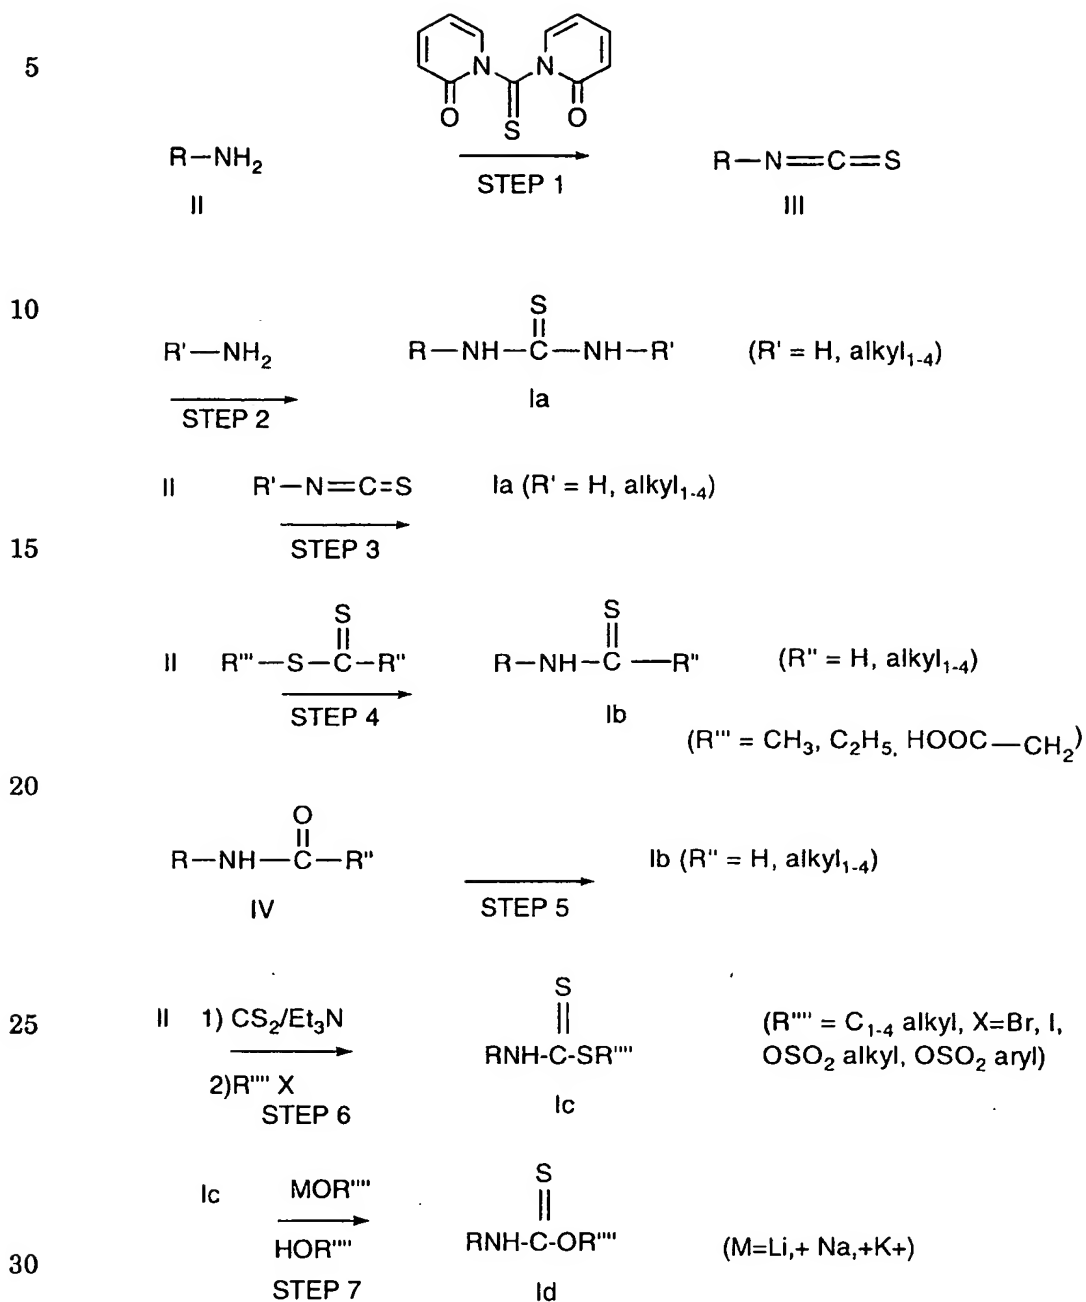 5
N N
O S O
R–NH₂ STEP 1 R–N=C=S
II III
10
S
R'—NH₂ R—NH—C—NH—R' (R' = H, alkyl₁₋₄)
STEP 2 Ia
II R'–N=C=S Ia (R' = H, alkyl₁₋₄)
15 STEP 3
S S
II R'''–S–C–R'' R–NH–C—R'' (R'' = H, alkyl₁₋₄)
STEP 4 Ib
(R''' = CH₃, C₂H₅, HOOC—CH₂)
20
O
R–NH–C–R'' Ib (R'' = H, alkyl₁₋₄)
IV STEP 5
S
25 II 1) CS₂/Et₃N (R'''' = C₁₋₄ alkyl, X=Br, I,
RNH-C-SR'''' OSO₂ alkyl, OSO₂ aryl)
2)R'''' X Ic
STEP 6
S
Ic MOR''''
HOR'''' RNH-C-OR'''' (M=Li,+ Na,+K+)
30 STEP 7 Id